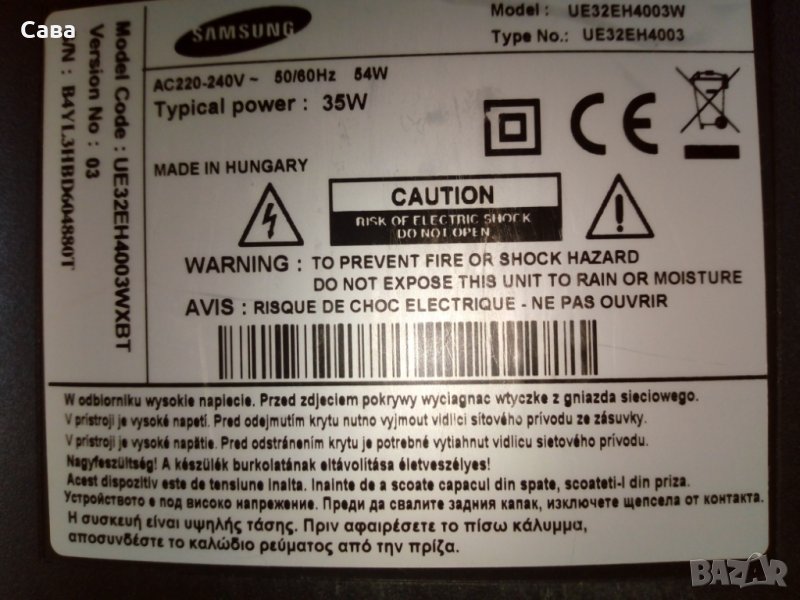 Сава
SAMSUNG
Model : UE32EH4003W
Type No.: UE32EH4003
AC220-240V ~ 50/60Hz 54W
Typical power : 35W
MADE IN HUNGARY
CAUTION
RISK OF ELECTRIC SHOCK
DO NOT OPEN
WARNING : TO PREVENT FIRE OR SHOCK HAZARD
DO NOT EXPOSE THIS UNIT TO RAIN OR MOISTURE
AVIS : RISQUE DE CHOC ELECTRIQUE - NE PAS OUVRIR
Model Code : UE32EH4003WXBT
Version No : 03
B4YL3HBD604880T
W odbiorniku wysokie napiecie. Przed zdjeciem pokrywy wyciagnac wtyczke z gniazda sieciowego.
V prístroji je vysoké napetí. Pred odejmutím krytu nutno vyjmout vidlici sítového prívodu ze zásuvky.
V prístroji je vysoké napätie. Pred odstránením krytu je potrebné vytiahnut vidlicu sietového prívodu.
Nagyfeszültség! A készülék burkolatának eltávolítása életveszélyes!
Acest dispozitiv este de tensiune inalta. Inainte de a scoate capacul din spate, scoateti-l din priza.
Устройството е под високо напрежение. Преди да свалите задния капак, изключете щепсела от контакта.
Η συσκευή είναι υψηλής τάσης. Πριν αφαιρέσετε το πίσω κάλυμμα,
αποσυνδέστε το καλώδιο ρεύματος από την πρίζα.
BAZAR